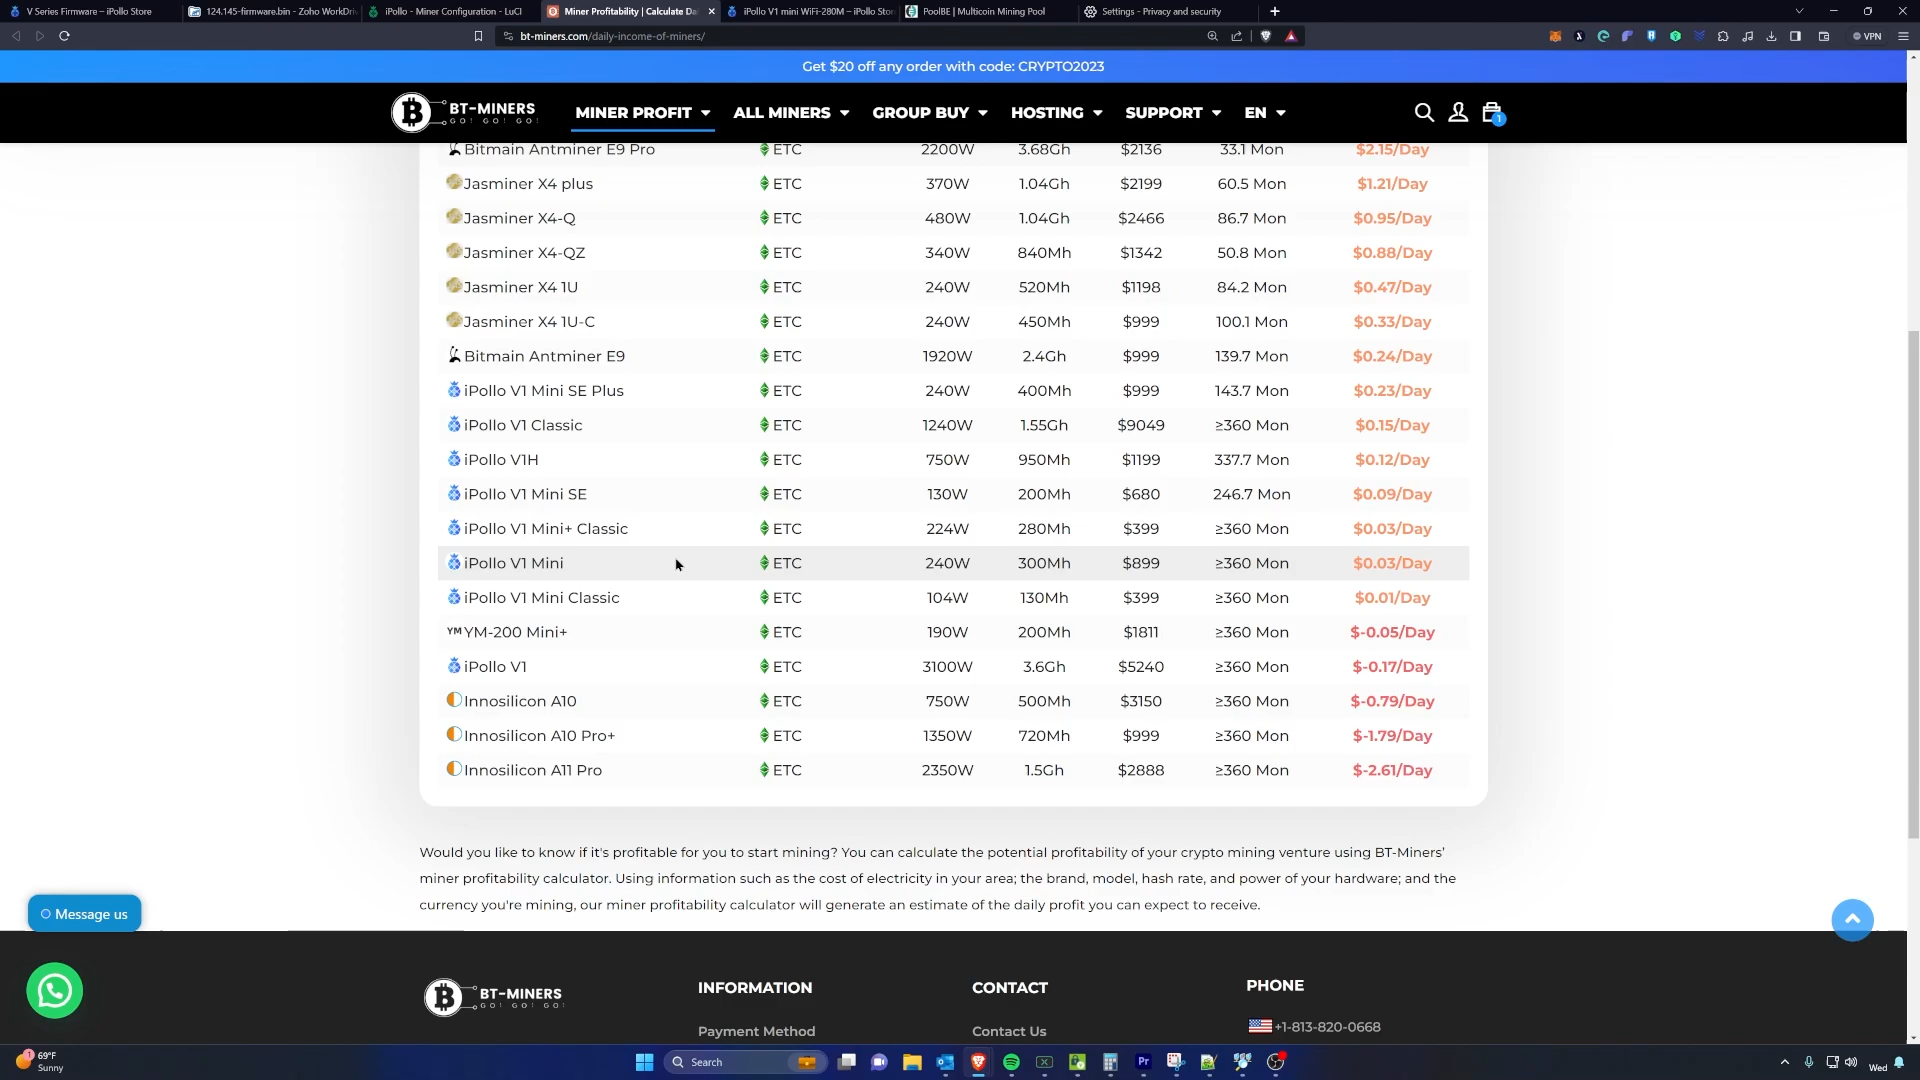 V Series Firmware – iPollo Store
124.145-firmware.bin - Zoho WorkDriv
iPollo - Miner Configuration - LuCI
Miner Profitability | Calculate Da
iPollo V1 mini WiFi-280M – iPollo Stor
PoolBE | Multicoin Mining Pool
Settings - Privacy and security
bt-miners.com/daily-income-of-miners/
VPN
Get $20 off any order with code: CRYPTO2023
BT-MINERS
GO! GO! GO!
MINER PROFIT
ALL MINERS
GROUP BUY
HOSTING
SUPPORT
EN
1
Bitmain Antminer E9 Pro ETC 2200W 3.68Gh $2136 33.1 Mon $2.15/Day
Jasminer X4 plus ETC 370W 1.04Gh $2199 60.5 Mon $1.21/Day
Jasminer X4-Q ETC 480W 1.04Gh $2466 86.7 Mon $0.95/Day
Jasminer X4-QZ ETC 340W 840Mh $1342 50.8 Mon $0.88/Day
Jasminer X4 1U ETC 240W 520Mh $1198 84.2 Mon $0.47/Day
Jasminer X4 1U-C ETC 240W 450Mh $999 100.1 Mon $0.33/Day
Bitmain Antminer E9 ETC 1920W 2.4Gh $999 139.7 Mon $0.24/Day
iPollo V1 Mini SE Plus ETC 240W 400Mh $999 143.7 Mon $0.23/Day
iPollo V1 Classic ETC 1240W 1.55Gh $9049 ≥360 Mon $0.15/Day
iPollo V1H ETC 750W 950Mh $1199 337.7 Mon $0.12/Day
iPollo V1 Mini SE ETC 130W 200Mh $680 246.7 Mon $0.09/Day
iPollo V1 Mini+ Classic ETC 224W 280Mh $399 ≥360 Mon $0.03/Day
iPollo V1 Mini ETC 240W 300Mh $899 ≥360 Mon $0.03/Day
iPollo V1 Mini Classic ETC 104W 130Mh $399 ≥360 Mon $0.01/Day
YM YM-200 Mini+ ETC 190W 200Mh $1811 ≥360 Mon $-0.05/Day
iPollo V1 ETC 3100W 3.6Gh $5240 ≥360 Mon $-0.17/Day
Innosilicon A10 ETC 750W 500Mh $3150 ≥360 Mon $-0.79/Day
Innosilicon A10 Pro+ ETC 1350W 720Mh $999 ≥360 Mon $-1.79/Day
Innosilicon A11 Pro ETC 2350W 1.5Gh $2888 ≥360 Mon $-2.61/Day
Would you like to know if it's profitable for you to start mining? You can calculate the potential profitability of your crypto mining venture using BT-Miners'
miner profitability calculator. Using information such as the cost of electricity in your area; the brand, model, hash rate, and power of your hardware; and the
currency you're mining, our miner profitability calculator will generate an estimate of the daily profit you can expect to receive.
Message us
BT-MINERS
GO! GO! GO!
INFORMATION
CONTACT
PHONE
Payment Method
Contact Us
+1-813-820-0668
1
69°F
Sunny
Search
Pr
Wed